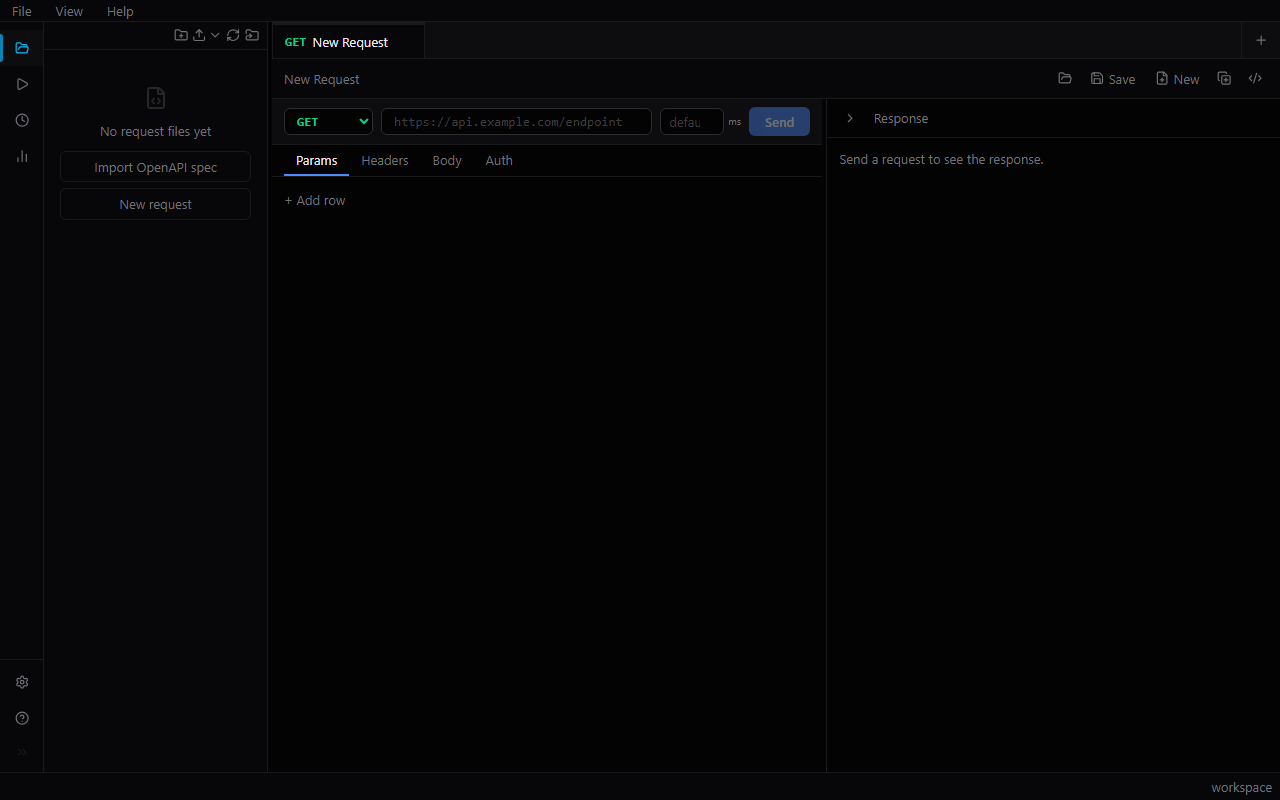 File View Help
GET New Request
New Request
Save New
No request files yet
Import OpenAPI spec
New request
GET https://api.example.com/endpoint defau ms Send
Params Headers Body Auth
+ Add row
Response
Send a request to see the response.
workspace